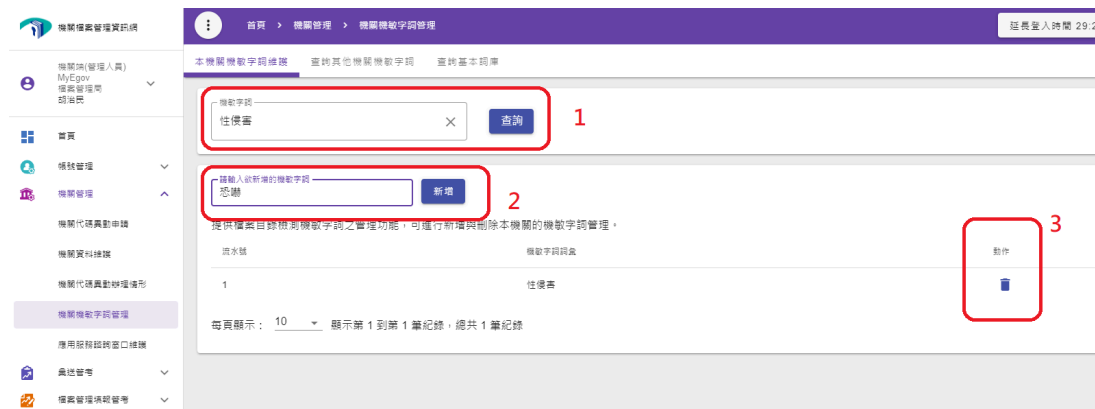 機關檔案管理資訊網
首頁 > 機關管理 > 機關機敏字詞管理
延長登入時間 29:2
機關端(管理人員)
MyEgov
檔案管理局
胡治民
本機關機敏字詞維護
查詢其他機關機敏字詞
查詢基本詞庫
機敏字詞
性侵害
查詢
1
首頁
帳號管理
機關管理
請輸入欲新增的機敏字詞
恐嚇
新增
2
機關代碼異動申請
提供檔案目錄檢測機敏字詞之管理功能，可進行新增與刪除本機關的機敏字詞管理。
3
機關資料維護
流水號
機敏字詞詞彙
動作
機關代碼異動辦理情形
1
性侵害
機關機敏字詞管理
每頁顯示： 10 顯示第 1 到第 1 筆紀錄，總共 1 筆紀錄
應用服務諮詢窗口維護
彙送管考
檔案管理填報管考